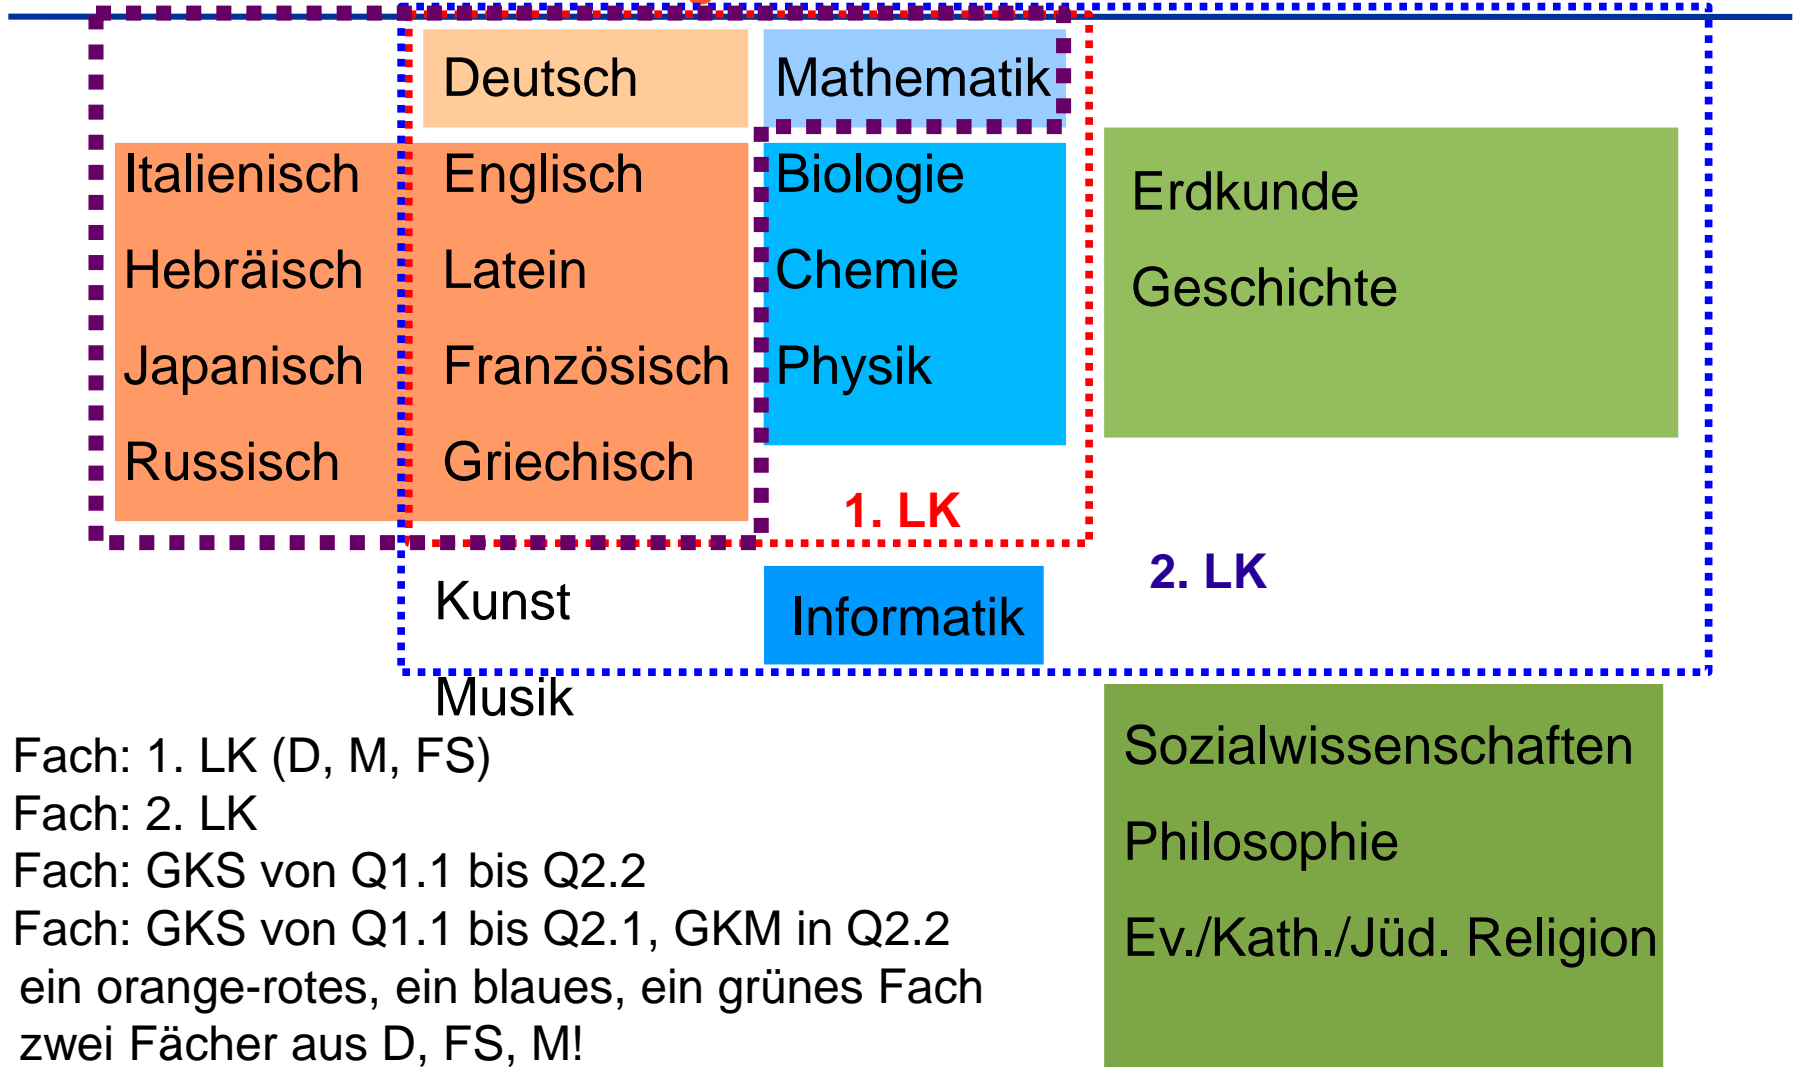 Deutsch
Mathematik
Italienisch
Englisch
Biologie
Erdkunde
Hebräisch
Latein
Chemie
Geschichte
Japanisch
Französisch
Physik
Russisch
Griechisch
1. LK
2. LK
Kunst
Informatik
Musik
Sozialwissenschaften
Philosophie
Ev./Kath./Jüd. Religion
Fach: 1. LK (D, M, FS)
Fach: 2. LK
Fach: GKS von Q1.1 bis Q2.2
Fach: GKS von Q1.1 bis Q2.1, GKM in Q2.2
ein orange-rotes, ein blaues, ein grünes Fach
zwei Fächer aus D, FS, M!